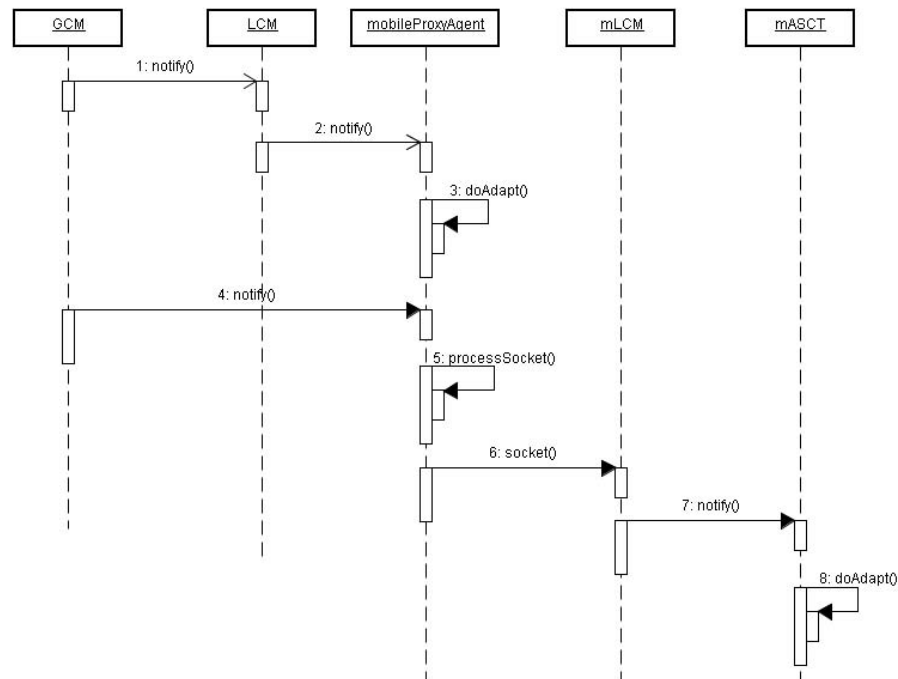 GCM
LCM
mobileProxyAgent
mLCM
mASCT
1: notify()
2: notify()
3: doAdapt()
4: notify()
5: processSocket()
6: socket()
7: notify()
8: doAdapt()